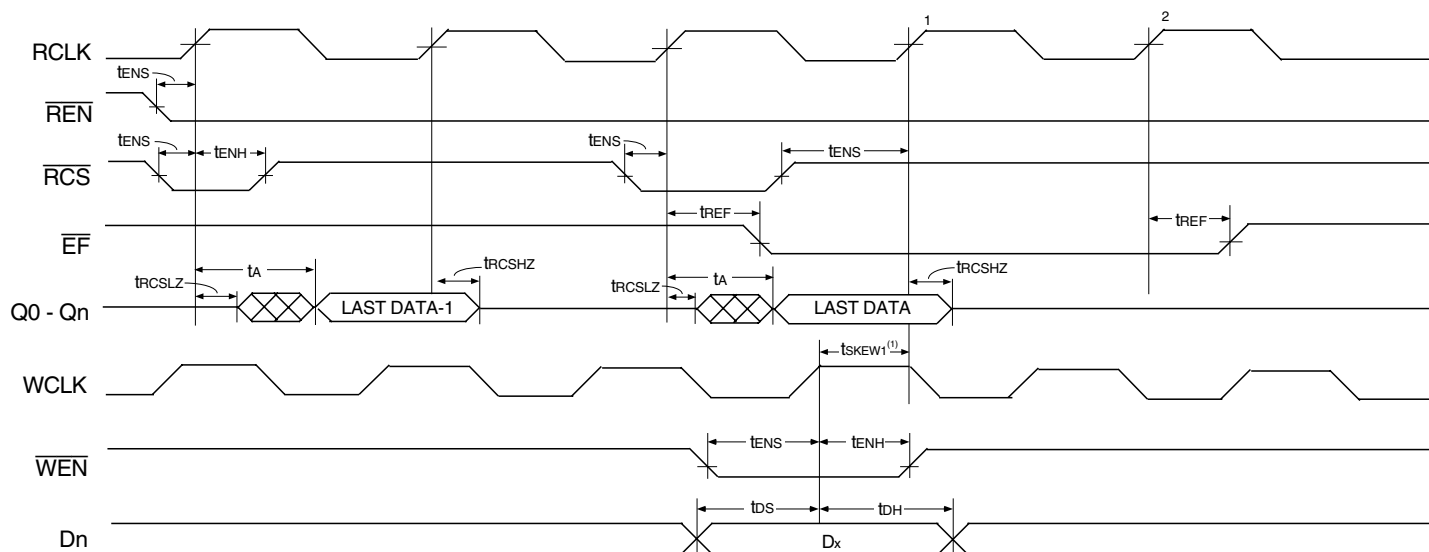 1 2
RCLK
tENS
REN
tENS tENH tENS tENS
RCS
tREF tREF
EF
tRCSLZ tA tRCSHZ tRCSLZ tA tRCSHZ
Q0 - Qn LAST DATA-1 LAST DATA
tSKEW1(1)
WCLK
tENS tENH
WEN
tDS tDH
Dn Dx